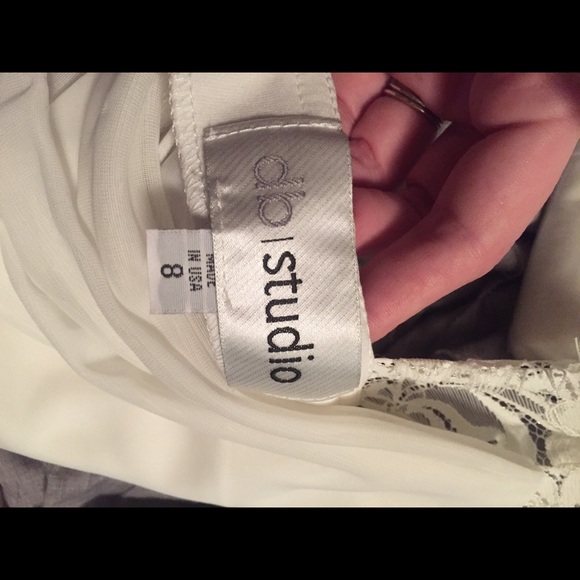 db | studio
MADE
IN USA
8